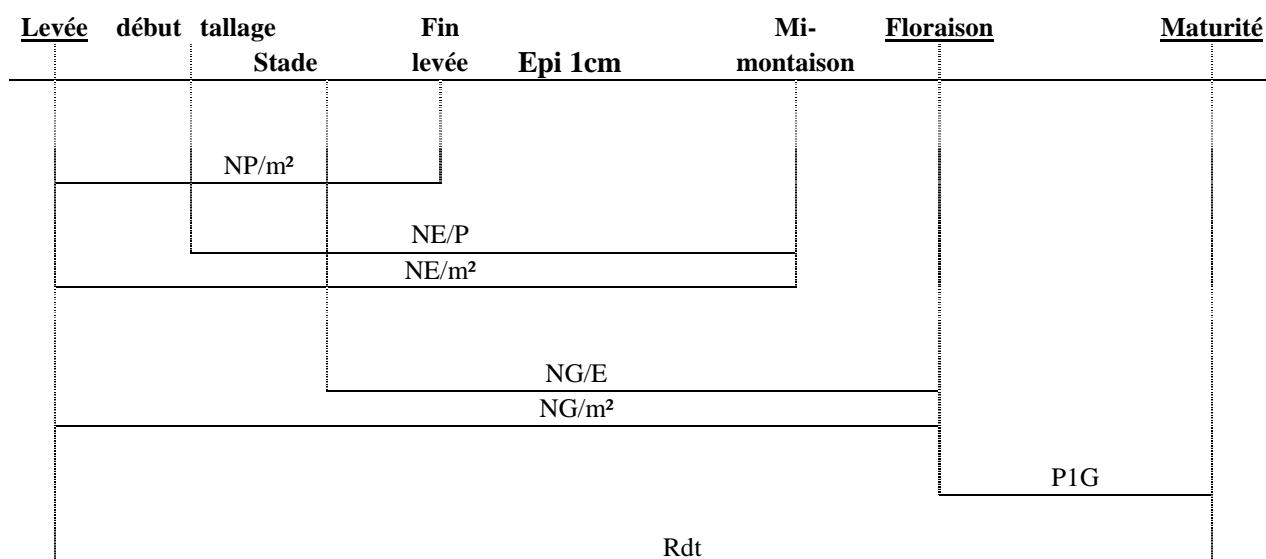 Levée début tallage Fin Mi- Floraison Maturité
Stade levée Epi 1cm montaison
NP/m²
NE/P
NE/m²
NG/E
NG/m²
P1G
Rdt